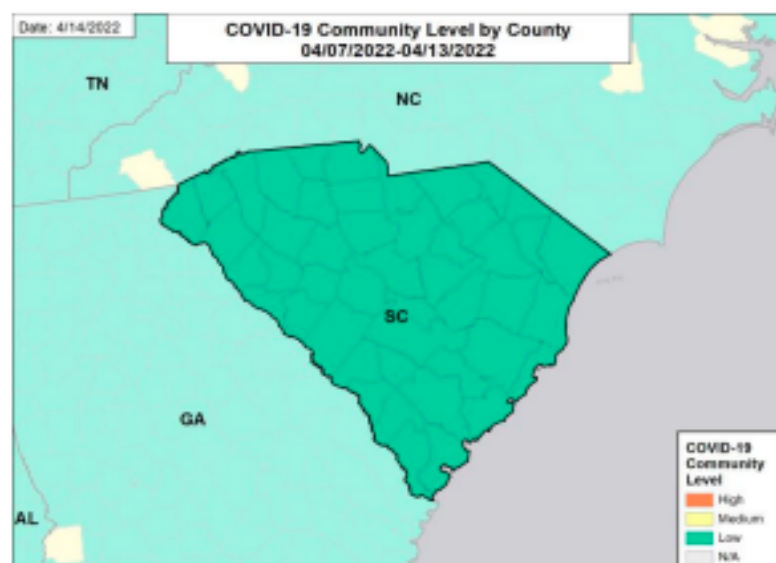 Date: 4/14/2022
COVID-19 Community Level by County
04/07/2022-04/13/2022
TN
NC
SC
GA
AL
COVID-19
Community
Level
High
Medium
Low
N/A